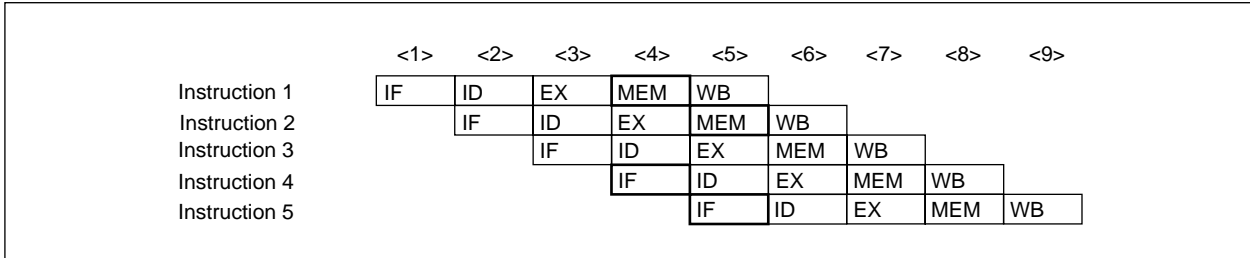 <1> <2> <3> <4> <5> <6> <7> <8> <9>
Instruction 1 IF ID EX MEM WB
Instruction 2 IF ID EX MEM WB
Instruction 3 IF ID EX MEM WB
Instruction 4 IF ID EX MEM WB
Instruction 5 IF ID EX MEM WB